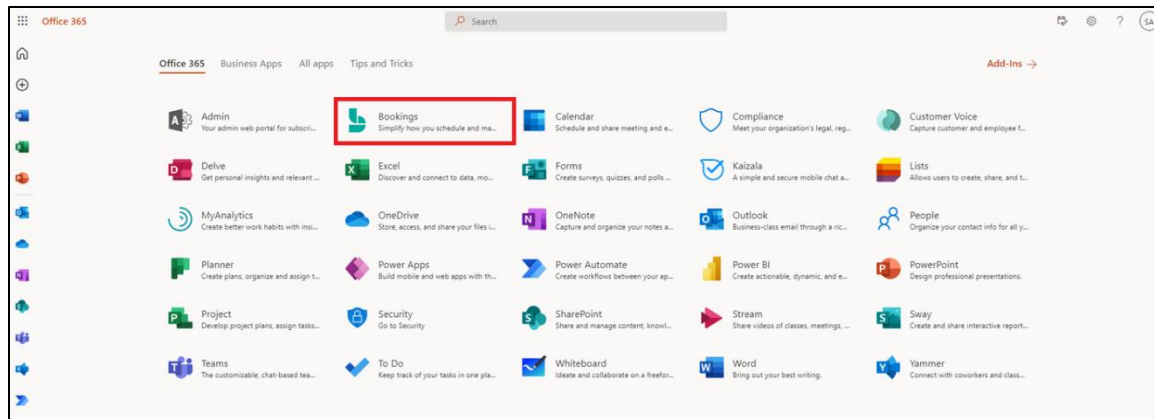 Office 365
Search
SA
Office 365 Business Apps All apps Tips and Tricks Add-Ins →
Admin
Your admin web portal for subscri...
Bookings
Simplify how you schedule and ma...
Calendar
Schedule and share meeting and e...
Compliance
Meet your organization's legal, reg...
Customer Voice
Capture customer and employee f...
Delve
Get personal insights and relevant ...
Excel
Discover and connect to data, mo...
Forms
Create surveys, quizzes, and polls ...
Kaizala
A simple and secure mobile chat a...
Lists
Allows users to create, share, and t...
MyAnalytics
Create better work habits with insi...
OneDrive
Store, access, and share your files i...
OneNote
Capture and organize your notes a...
Outlook
Business-class email through a ric...
People
Organize your contact info for all y...
Planner
Create plans, organize and assign t...
Power Apps
Build mobile and web apps with th...
Power Automate
Create workflows between your ap...
Power BI
Create actionable, dynamic, and e...
PowerPoint
Design professional presentations.
Project
Develop project plans, assign tasks...
Security
Go to Security
SharePoint
Share and manage content, knowl...
Stream
Share videos of classes, meetings, ...
Sway
Create and share interactive report...
Teams
The customizable, chat-based tea...
To Do
Keep track of your tasks in one pla...
Whiteboard
Ideate and collaborate on a freefor...
Word
Bring out your best writing.
Yammer
Connect with coworkers and class...